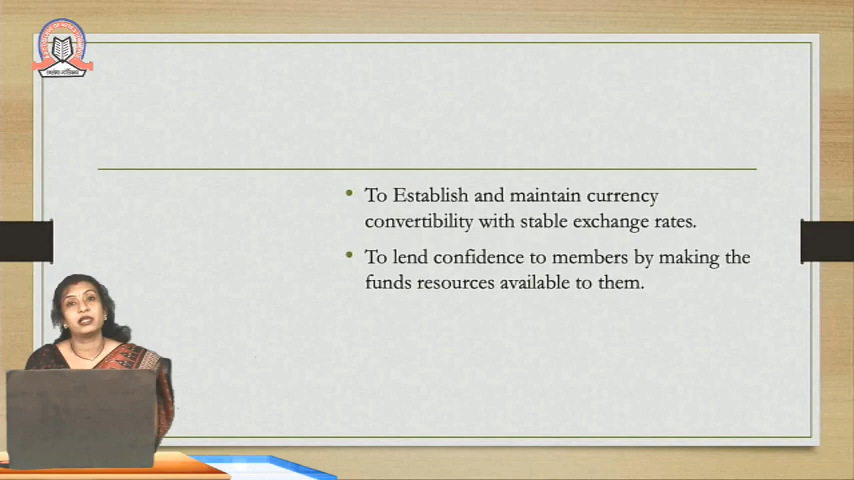 To Establish and maintain currency
convertibility with stable exchange rates.
To lend confidence to members by making the
funds resources available to them.